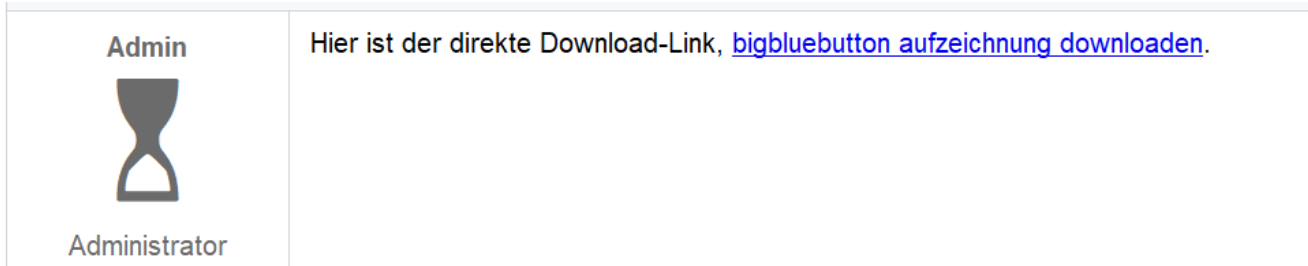 Admin
Hier ist der direkte Download-Link, bigbluebutton aufzeichnung downloaden.
Administrator